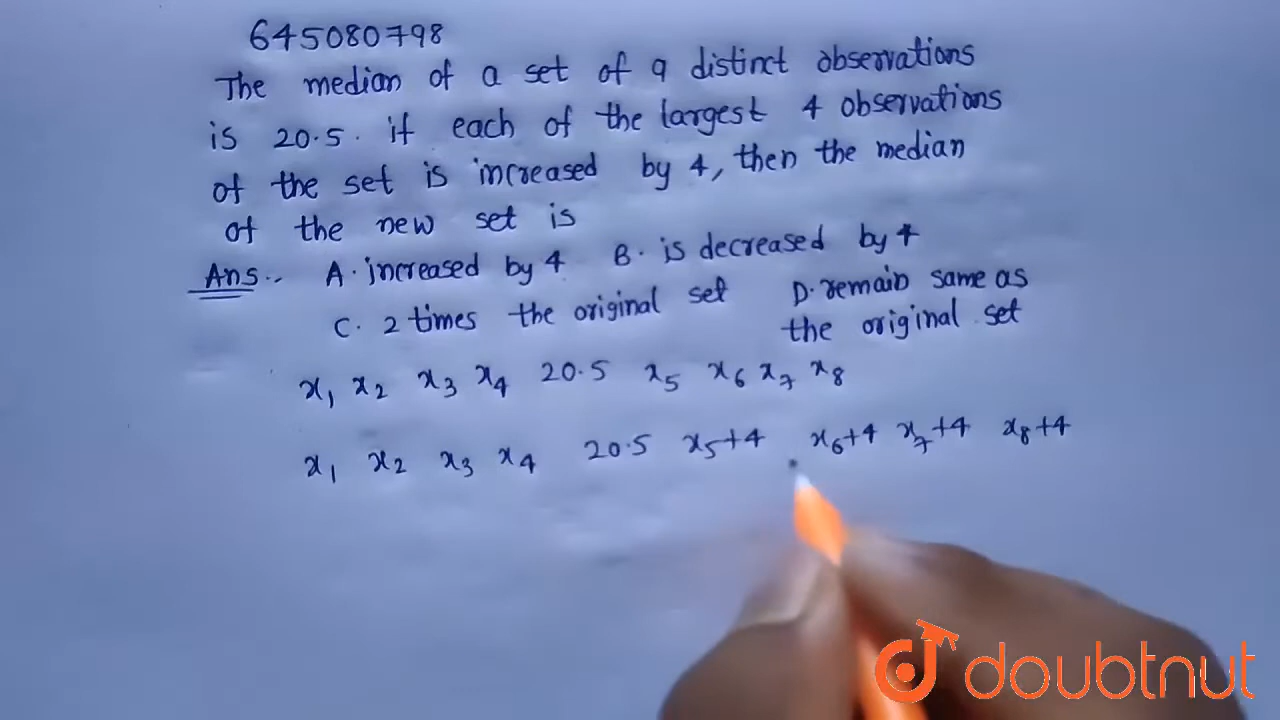 645080798
The median of a set of 9 distinct observations
is 20.5. if each of the largest 4 observations
of the set is increased by 4, then the median
of the new set is
Ans:- A. increased by 4 B. is decreased by 4
C. 2 times the original set D. remain same as
the original set
x₁ x₂ x₃ x₄ 20.5 x₅ x₆ x₇ x₈
x₁ x₂ x₃ x₄ 20.5 x₅+4 x₆+4 x₇+4 x₈+4
doubtnut